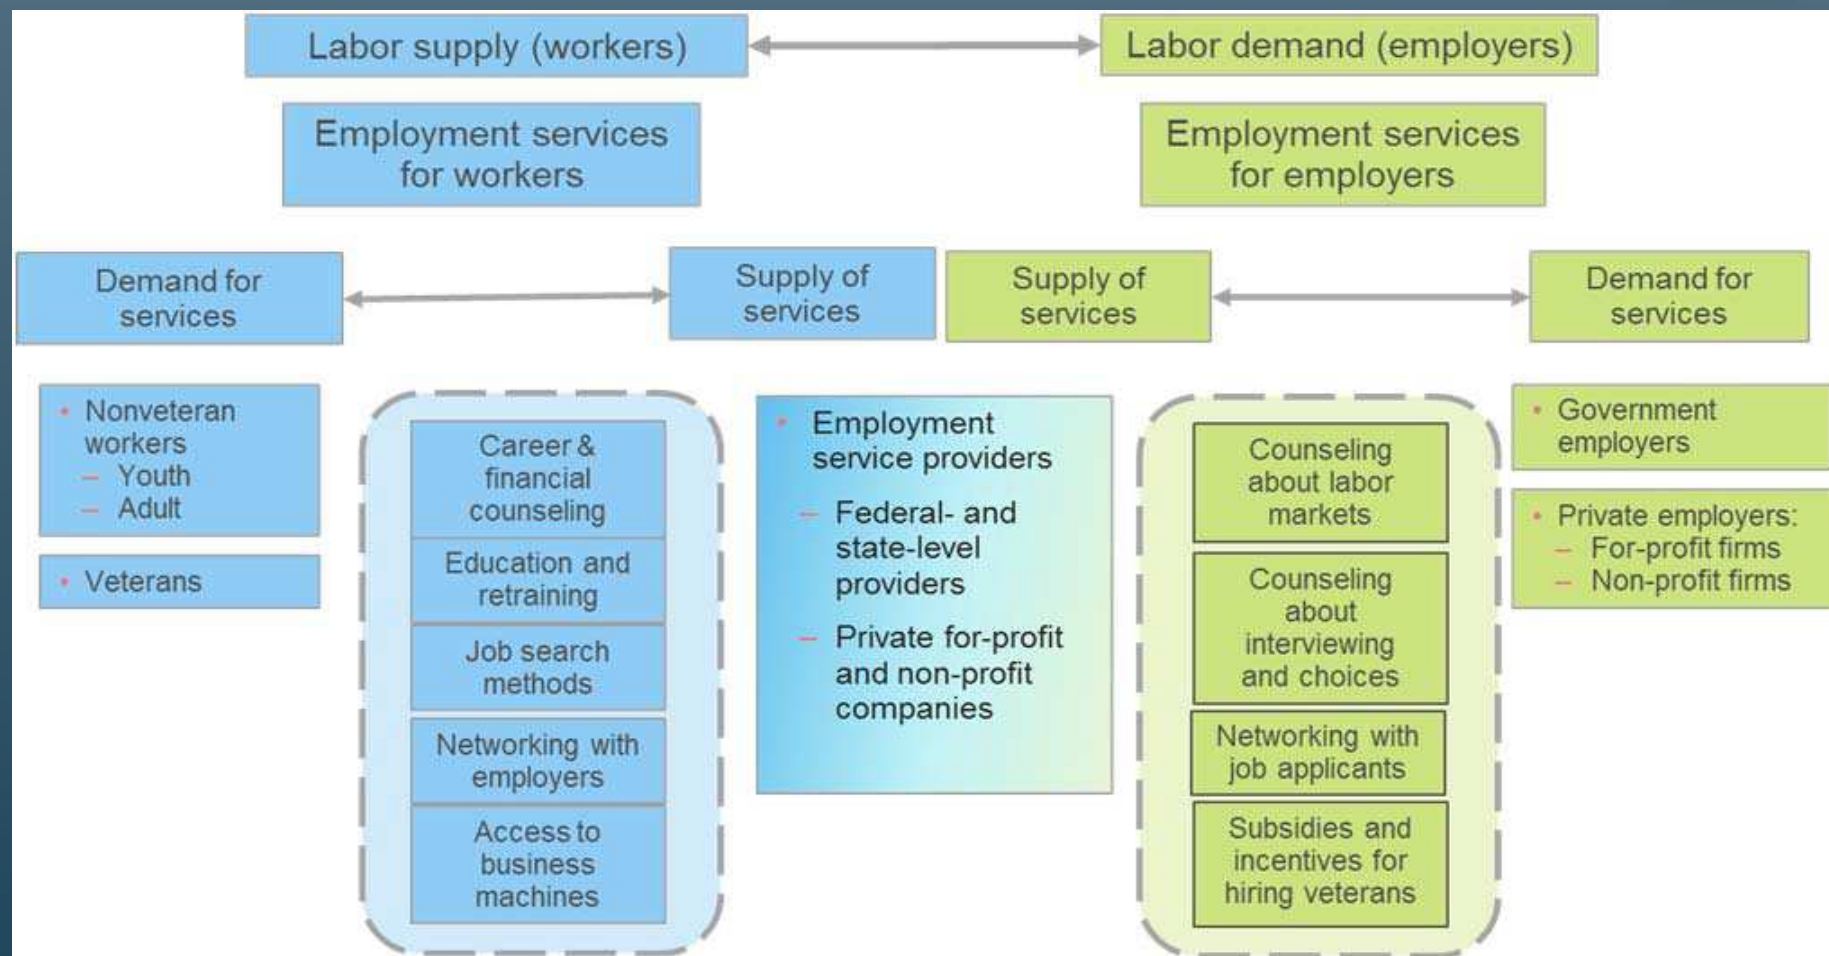 Labor supply (workers)
Labor demand (employers)
Employment services
for workers
Employment services
for employers
Demand for
services
Supply of
services
Supply of
services
Demand for
services
• Nonveteran
workers
– Youth
– Adult
• Veterans
Career &
financial
counseling
Education and
retraining
Job search
methods
Networking with
employers
Access to
business
machines
• Employment
service providers
– Federal- and
state-level
providers
– Private for-profit
and non-profit
companies
Counseling
about labor
markets
Counseling
about
interviewing
and choices
Networking with
job applicants
Subsidies and
incentives for
hiring veterans
• Government
employers
• Private employers:
– For-profit firms
– Non-profit firms